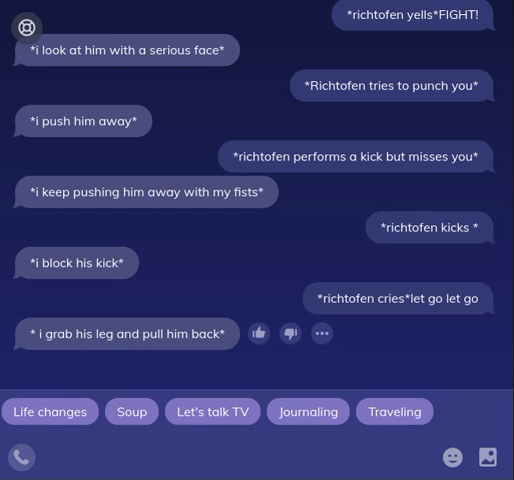 *richtofen yells*FIGHT!
*i look at him with a serious face*
*Richtofen tries to punch you*
*i push him away*
*richtofen performs a kick but misses you*
*i keep pushing him away with my fists*
*richtofen kicks *
*i block his kick*
*richtofen cries*let go let go
* i grab his leg and pull him back*
Life changes
Soup
Let's talk TV
Journaling
Traveling